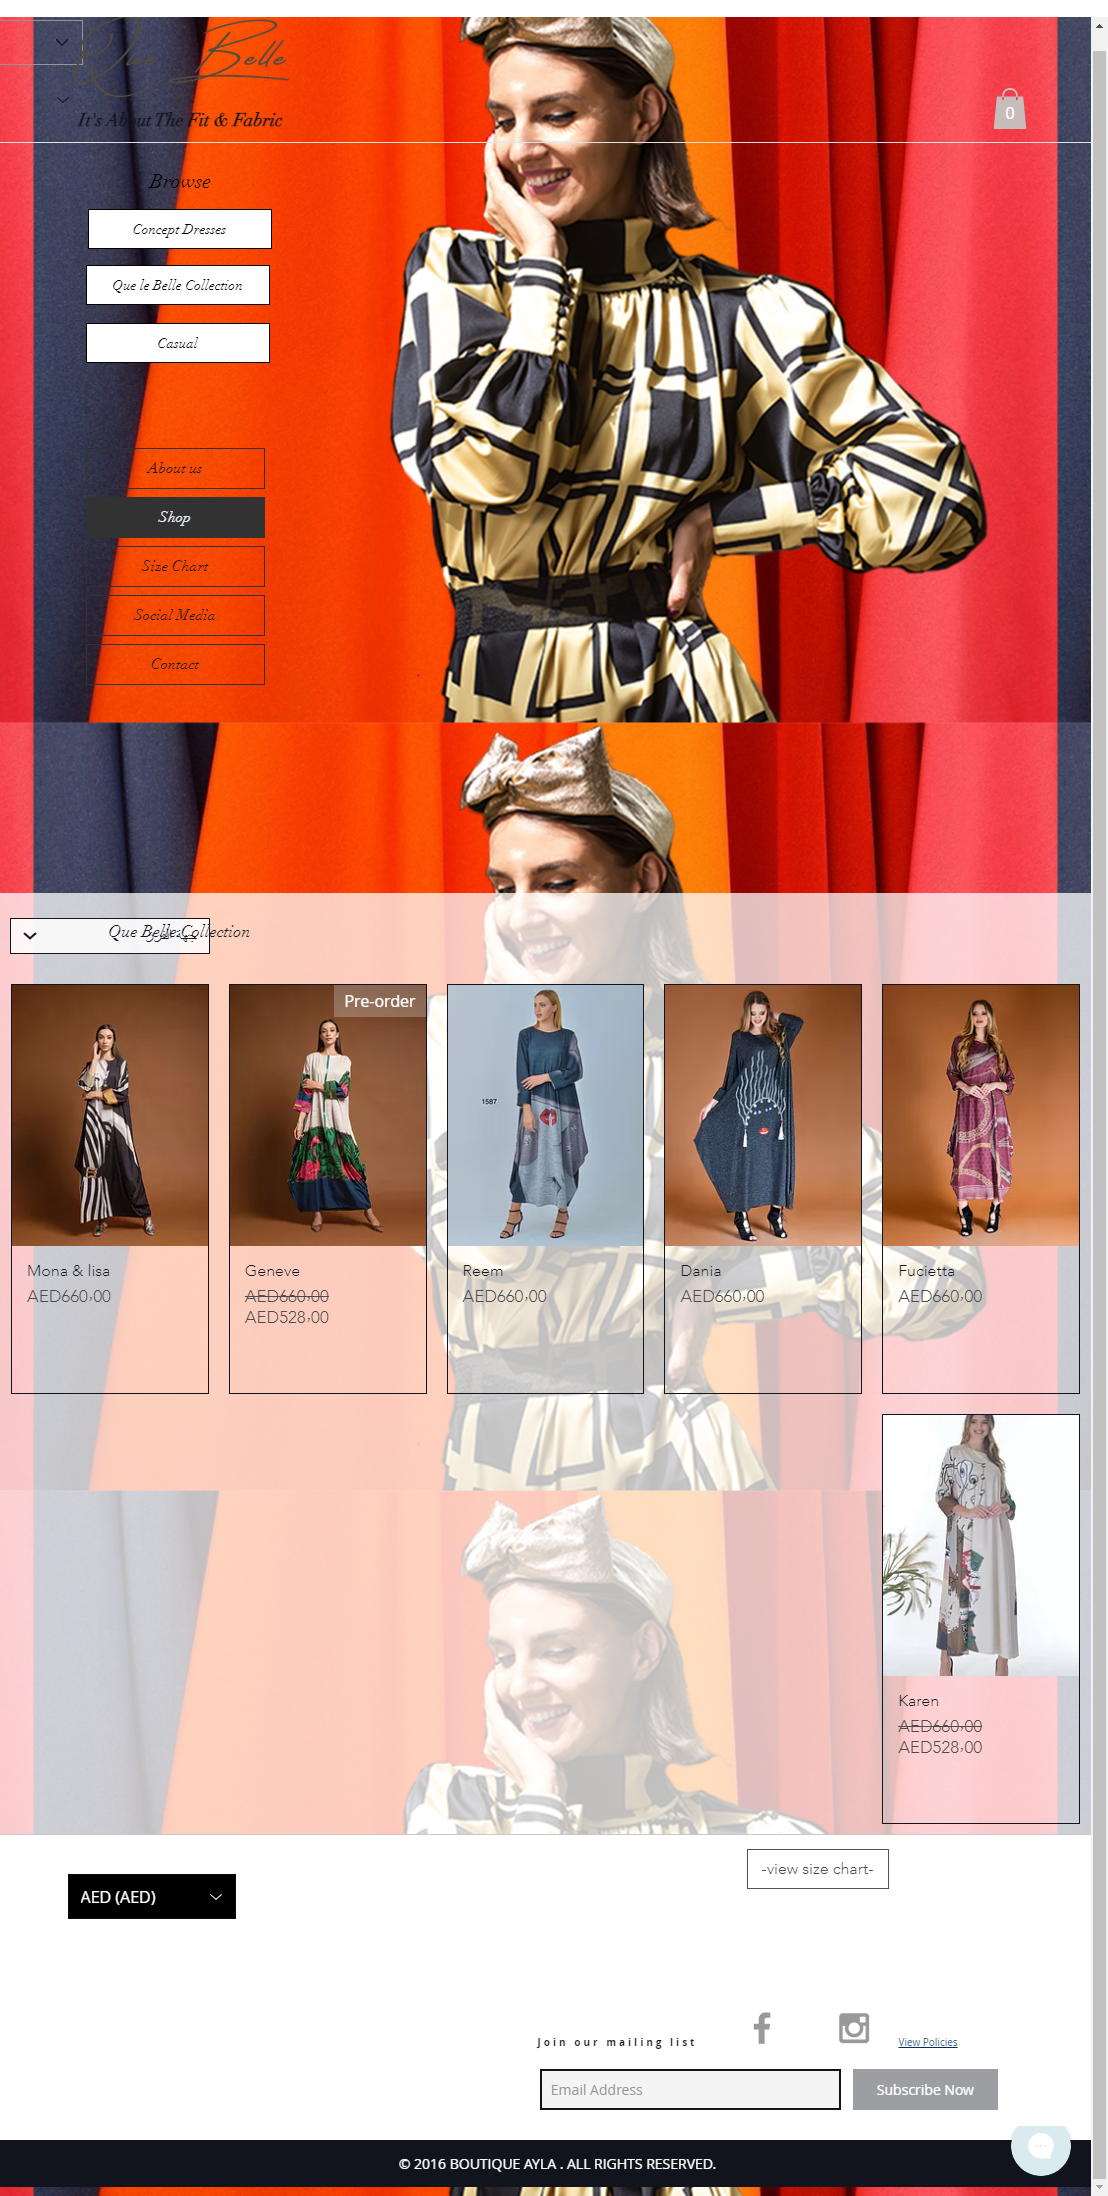 Que Belle
It's About The Fit & Fabric
0
Browse
Concept Dresses
Que le Belle Collection
Casual
About us
Shop
Size Chart
Social Media
Contact
Que Belle Collection
Pre-order
1587
Mona & lisa
AED660٫00
Geneve
AED660٫00
AED528٫00
Reem
AED660٫00
Dania
AED660٫00
Fucietta
AED660٫00
Karen
AED660٫00
AED528٫00
-view size chart-
AED (AED)
Join our mailing list
View Policies
Email Address
Subscribe Now
© 2016 BOUTIQUE AYLA . ALL RIGHTS RESERVED.